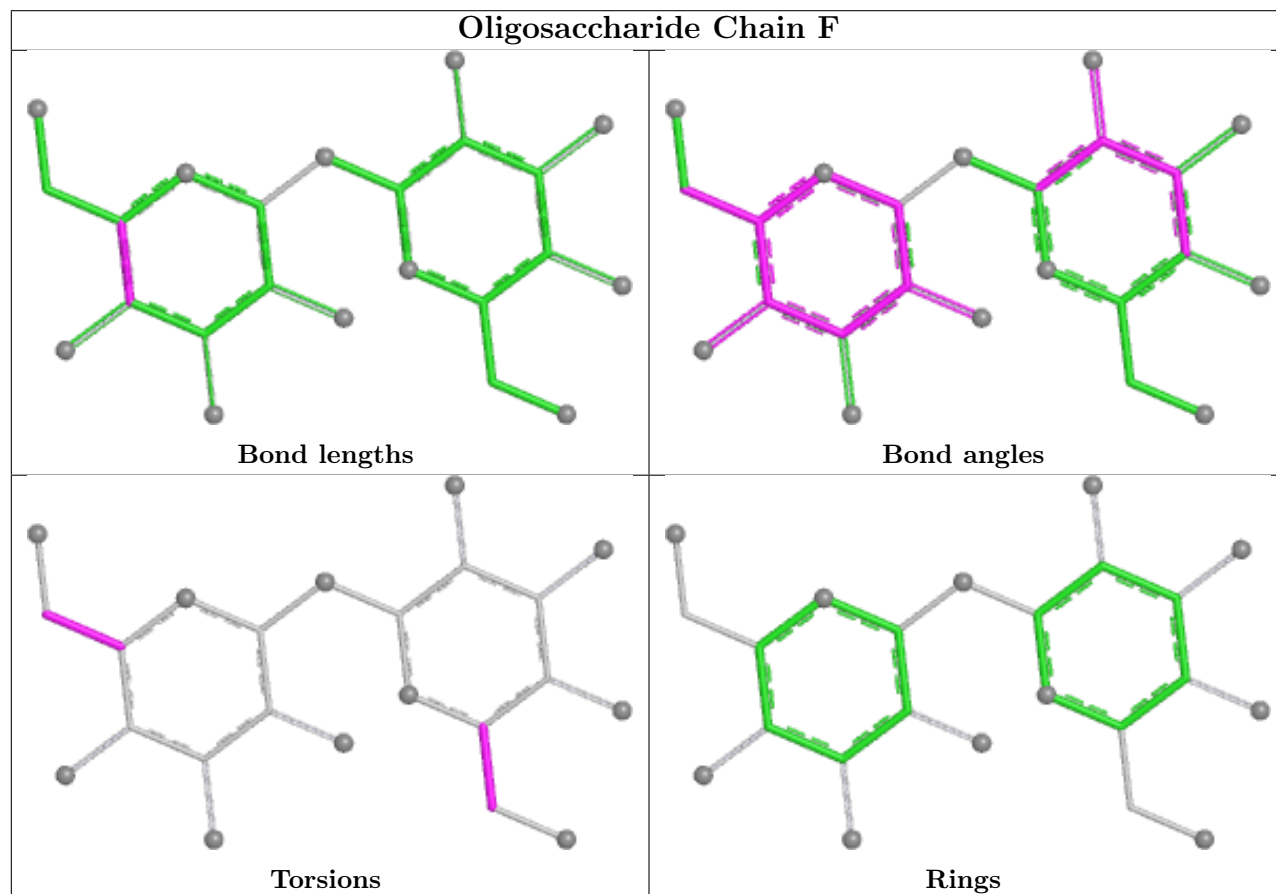 Oligosaccharide Chain F
Bond lengths
Bond angles
Torsions
Rings